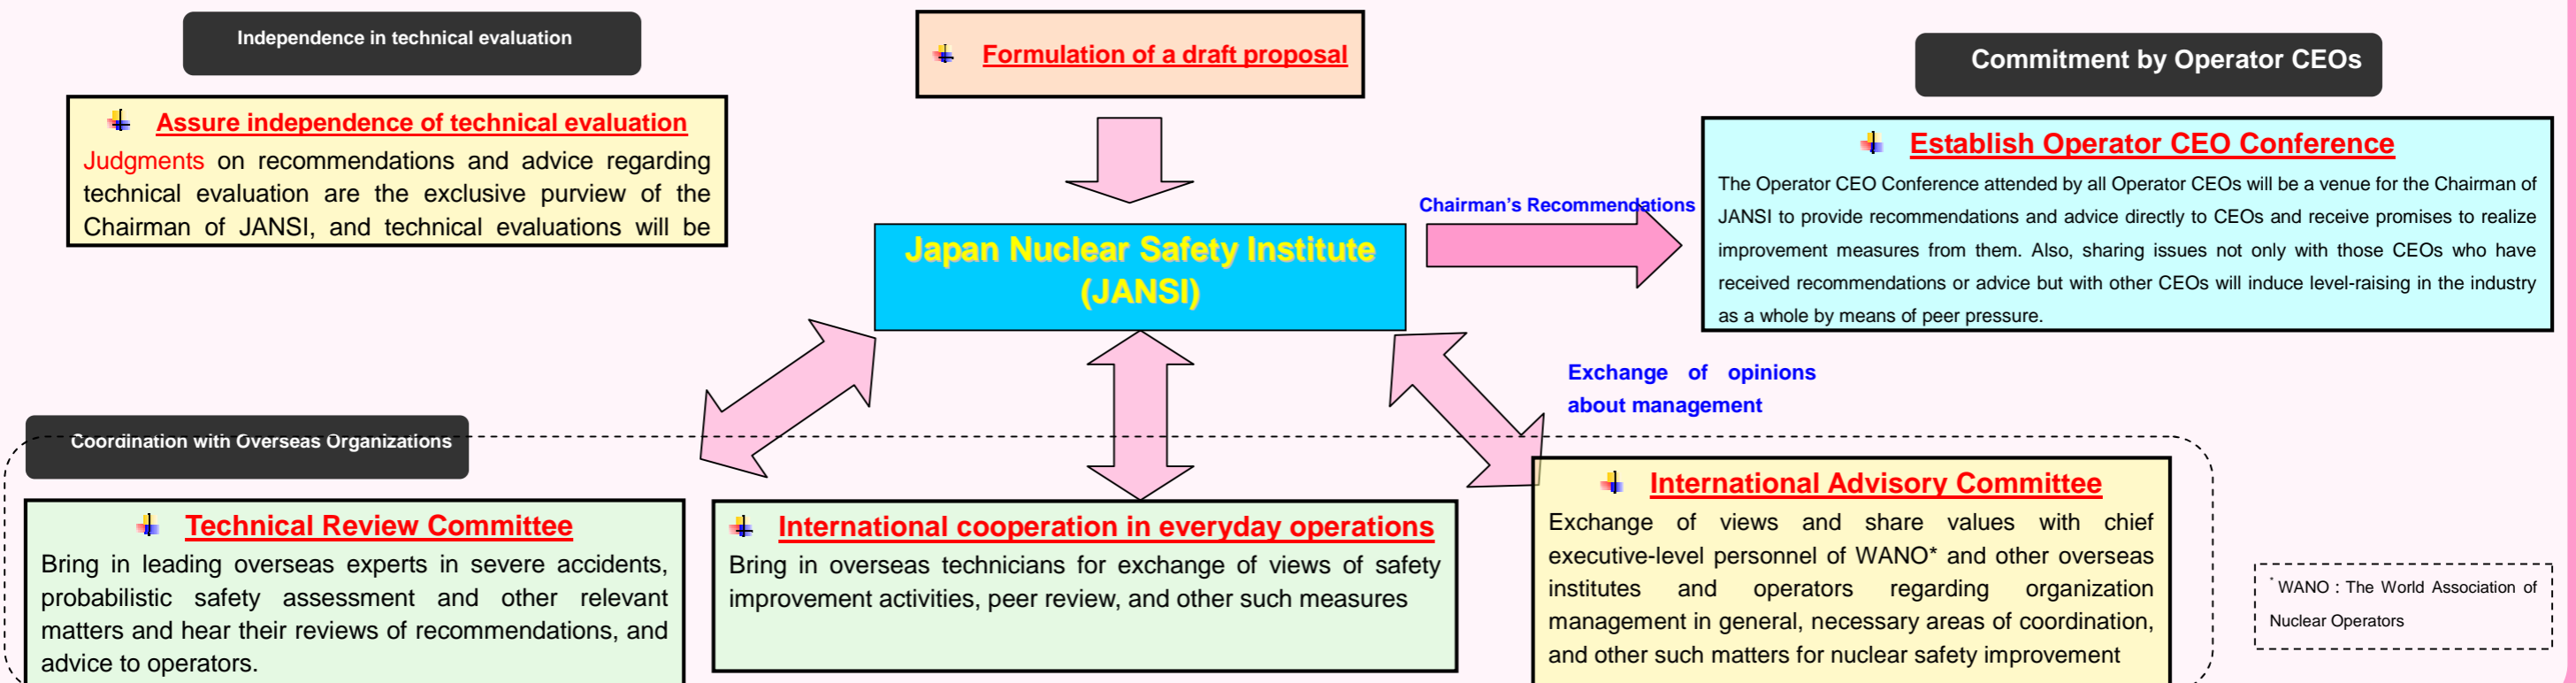 Independence in technical evaluation
Assure independence of technical evaluation
Judgments on recommendations and advice regarding
technical evaluation are the exclusive purview of the
Chairman of JANSI, and technical evaluations will be
Formulation of a draft proposal
Commitment by Operator CEOs
Establish Operator CEO Conference
The Operator CEO Conference attended by all Operator CEOs will be a venue for the Chairman of
JANSI to provide recommendations and advice directly to CEOs and receive promises to realize
improvement measures from them. Also, sharing issues not only with those CEOs who have
received recommendations or advice but with other CEOs will induce level-raising in the industry
as a whole by means of peer pressure.
Chairman's Recommendations
Japan Nuclear Safety Institute
(JANSI)
Exchange of opinions
about management
Coordination with Overseas Organizations
Technical Review Committee
Bring in leading overseas experts in severe accidents,
probabilistic safety assessment and other relevant
matters and hear their reviews of recommendations, and
advice to operators.
International cooperation in everyday operations
Bring in overseas technicians for exchange of views of safety
improvement activities, peer review, and other such measures
International Advisory Committee
Exchange of views and share values with chief
executive-level personnel of WANO* and other overseas
institutes and operators regarding organization
management in general, necessary areas of coordination,
and other such matters for nuclear safety improvement
* WANO : The World Association of
Nuclear Operators